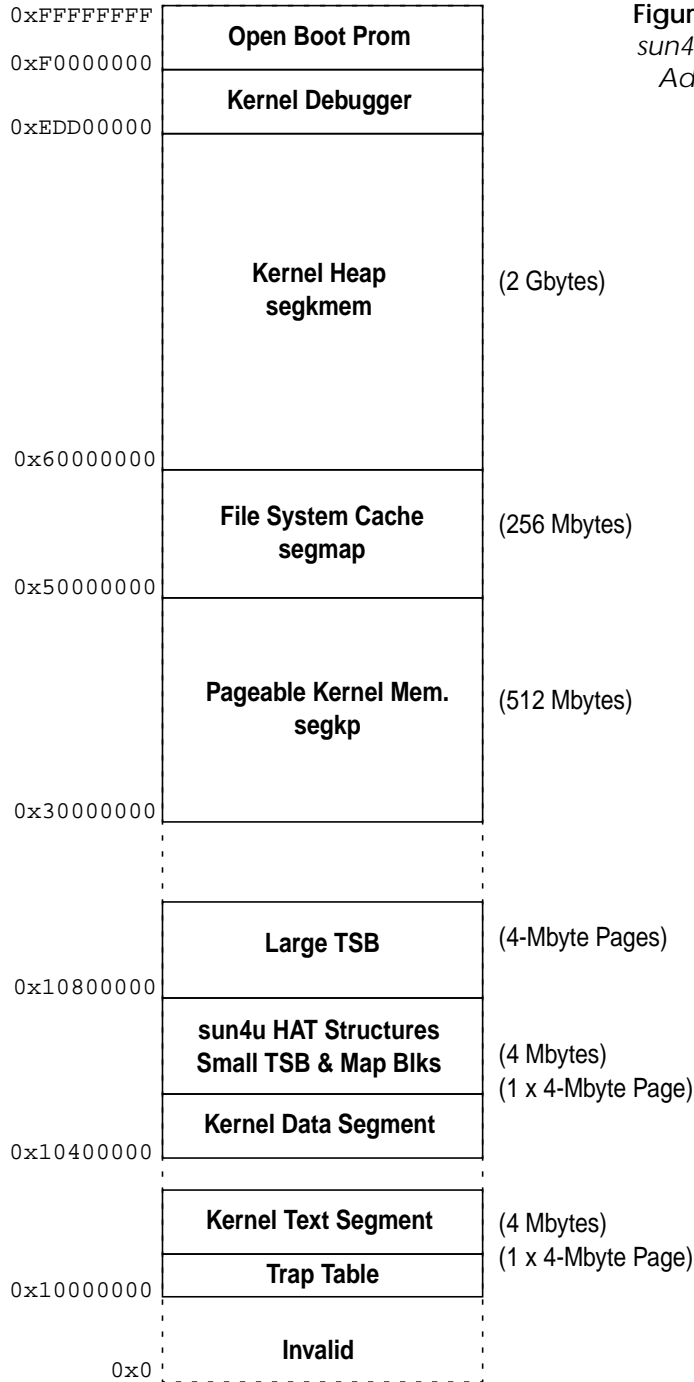 0xFFFFFFFF
Open Boot Prom
0xF0000000
Kernel Debugger
0xEDD00000
Kernel Heap
segkmem
(2 Gbytes)
0x60000000
File System Cache
segmap
(256 Mbytes)
0x50000000
Pageable Kernel Mem.
segkp
(512 Mbytes)
0x30000000
Large TSB
(4-Mbyte Pages)
0x10800000
sun4u HAT Structures
Small TSB & Map Blks
(4 Mbytes)
(1 x 4-Mbyte Page)
Kernel Data Segment
0x10400000
Kernel Text Segment
(4 Mbytes)
(1 x 4-Mbyte Page)
Trap Table
0x10000000
Invalid
0x0
Figur
sun4
Ad